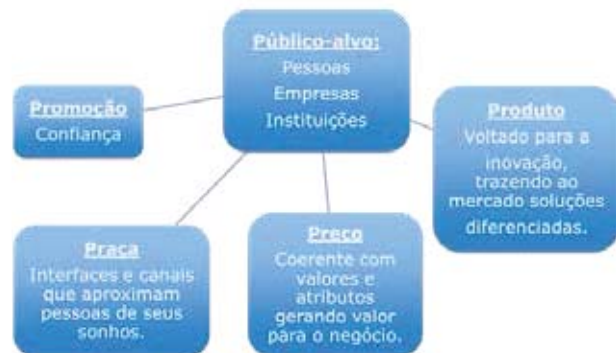 Público-alvo:
Pessoas
Empresas
Instituições
Promoção
Confiança
Produto
Voltado para a
inovação,
trazendo ao
mercado soluções
diferenciadas.
Praça
Interfaces e canais
que aproximam
pessoas de seus
sonhos.
Preço
Coerente com
valores e
atributos
gerando valor
para o negócio.